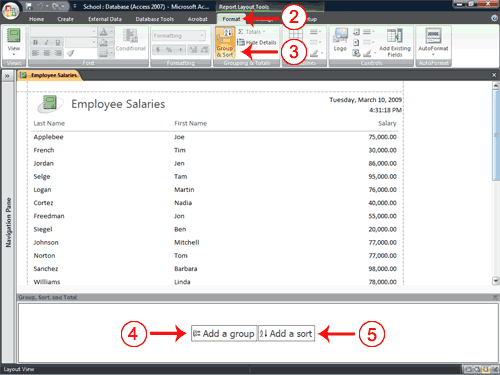 School : Database (Access 2007) - Microsoft Ac...
Report Layout Tools
Home Create External Data Database Tools Acrobat Format
2
View
Conditional
Formatting
Group & Sort
Σ Totals
Hide Details
3
Logo
Add Existing Fields
AutoFormat
Views Font Formatting Grouping & Totals Controls AutoFormat
Employee Salaries
Employee Salaries
Tuesday, March 10, 2009
4:31:18 PM
Last Name First Name Salary
Applebee Joe 75,000.00
French Tim 30,000.00
Jordan Jen 86,000.00
Selge Tam 95,000.00
Logan Martin 76,000.00
Cortez Nadia 40,000.00
Freedman Jon 55,000.00
Siegel Ben 20,000.00
Johnson Mitchell 77,000.00
Norton Tom 77,000.00
Sanchez Barbara 98,000.00
Williams Linda 78,000.00
Navigation Pane
Group, Sort, and Total
4 Add a group Add a sort 5
Layout View